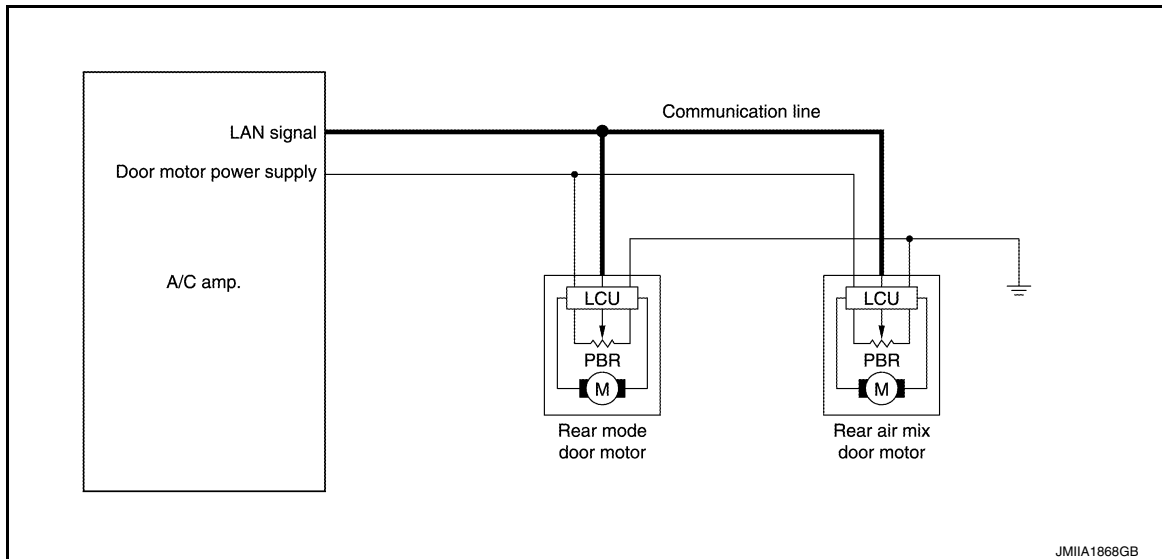 Communication line
LAN signal
Door motor power supply
A/C amp.
LCU
PBR
M
Rear mode
door motor
LCU
PBR
M
Rear air mix
door motor
JMIIA1868GB